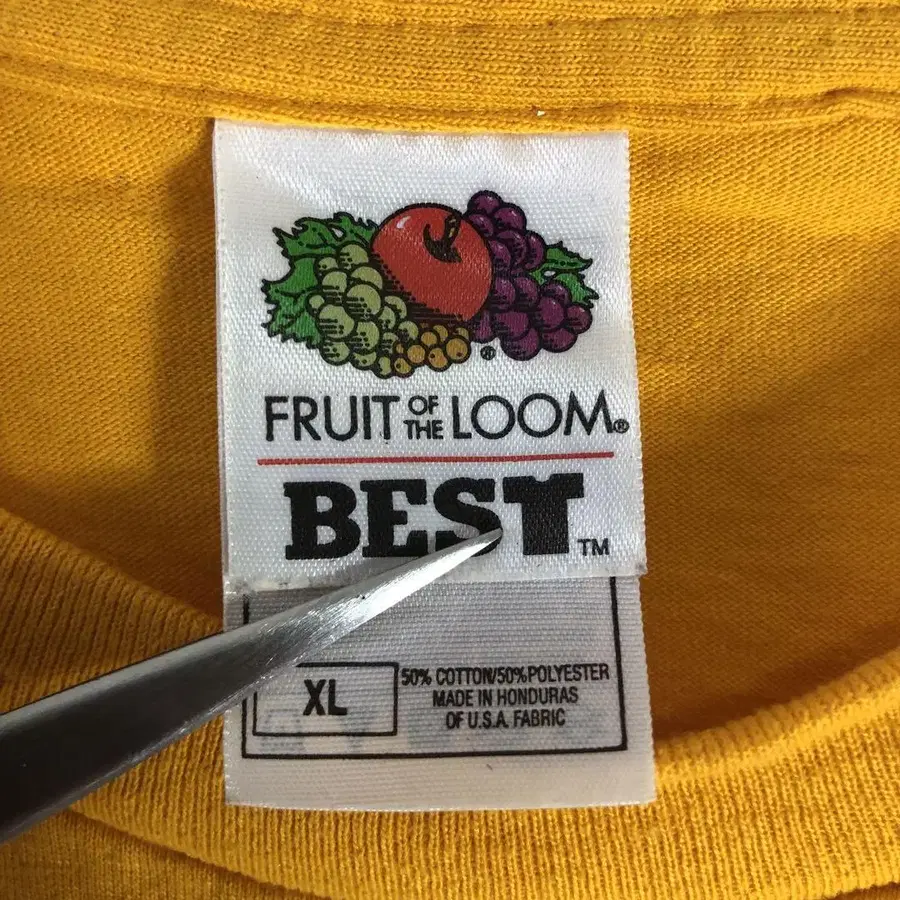 ®
FRUIT OF THE LOOM®
BEST™
XL
50% COTTON/50% POLYESTER
MADE IN HONDURAS
OF U.S.A. FABRIC